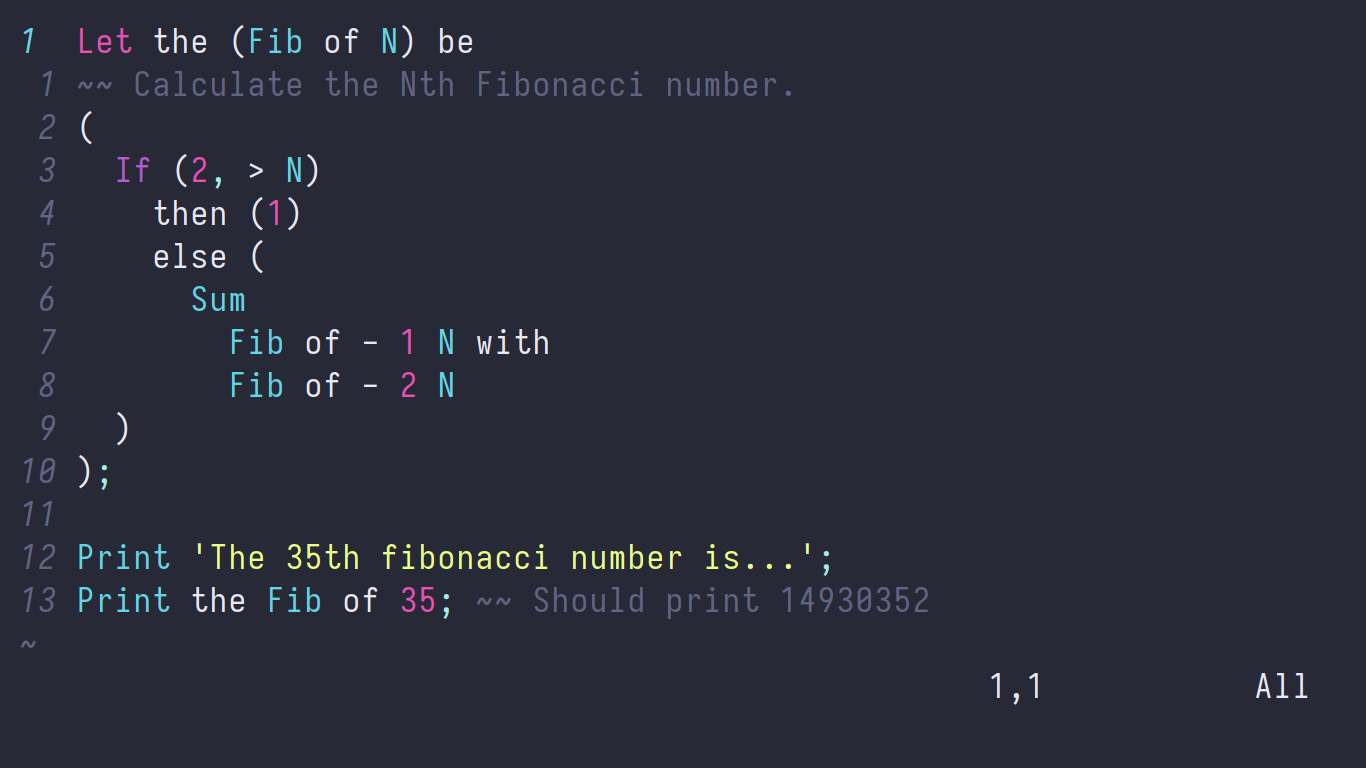 1 Let the (Fib of N) be
1 ~~ Calculate the Nth Fibonacci number.
2 (
3 If (2, > N)
4 then (1)
5 else (
6 Sum
7 Fib of - 1 N with
8 Fib of - 2 N
9 )
10 );
11
12 Print 'The 35th fibonacci number is...';
13 Print the Fib of 35; ~~ Should print 14930352
~
1,1 All